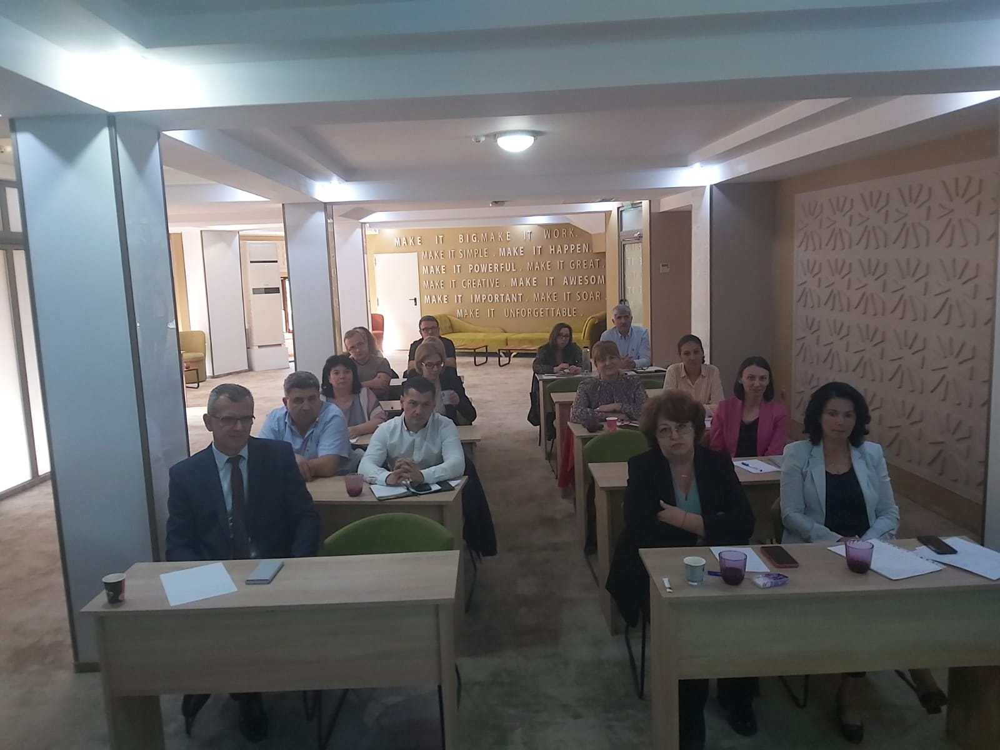 MAKE IT BIG.MAKE IT WORK.
MAKE IT SIMPLE . MAKE IT HAPPEN.
MAKE IT POWERFUL . MAKE IT GREAT.
MAKE IT CREATIVE . MAKE IT AWESOM
MAKE IT IMPORTANT . MAKE IT SOAR .
MAKE IT UNFORGETTABLE .